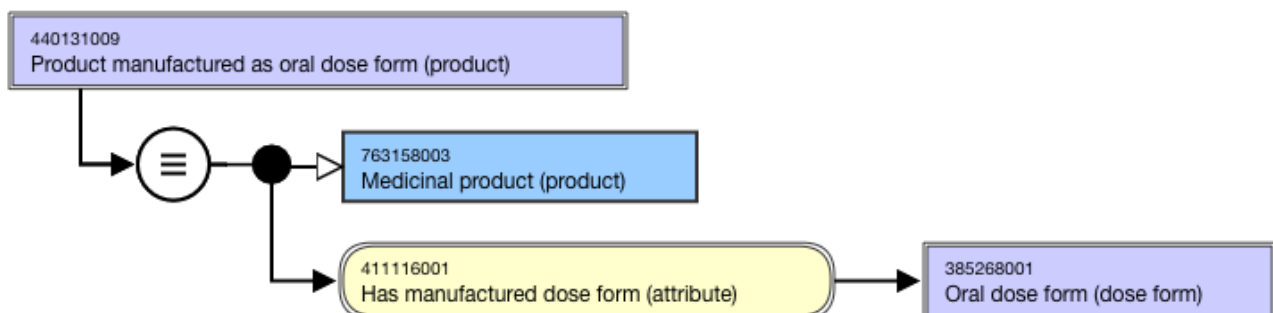 440131009
Product manufactured as oral dose form (product)
763158003
Medicinal product (product)
411116001
Has manufactured dose form (attribute)
385268001
Oral dose form (dose form)